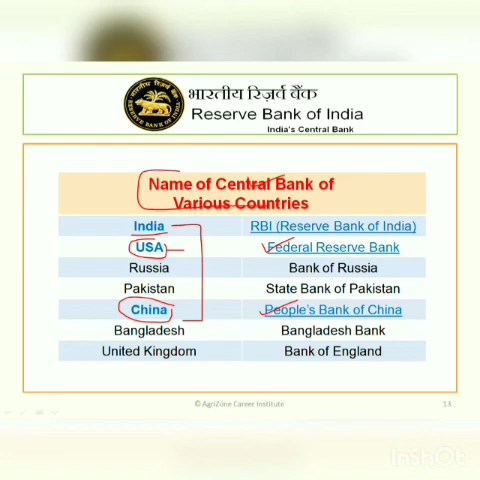 भारतीय रिज़र्व बैंक
Reserve Bank of India
India's Central Bank
Name of Central Bank of
Various Countries
India RBI (Reserve Bank of India)
USA Federal Reserve Bank
Russia Bank of Russia
Pakistan State Bank of Pakistan
China People's Bank of China
Bangladesh Bangladesh Bank
United Kingdom Bank of England
© AgriZone Career Institute 13
InShOt